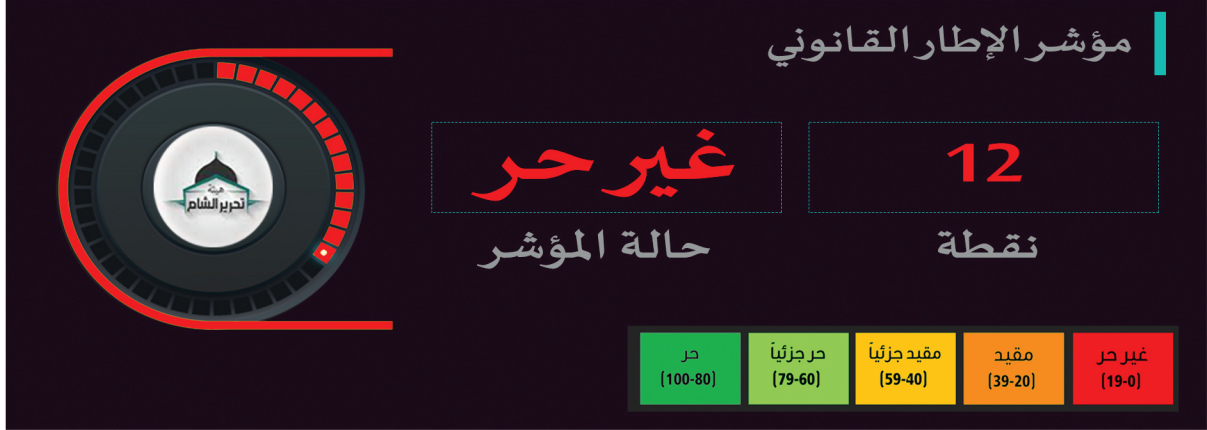 مؤشر الإطار القانوني
12
نقطة
غير حر
حالة المؤشر
هيئة
تحرير الشام
غير حر
(19-0)
مقيد
(39-20)
مقيد جزئياً
(59-40)
حر جزئياً
(79-60)
حر
(100-80)